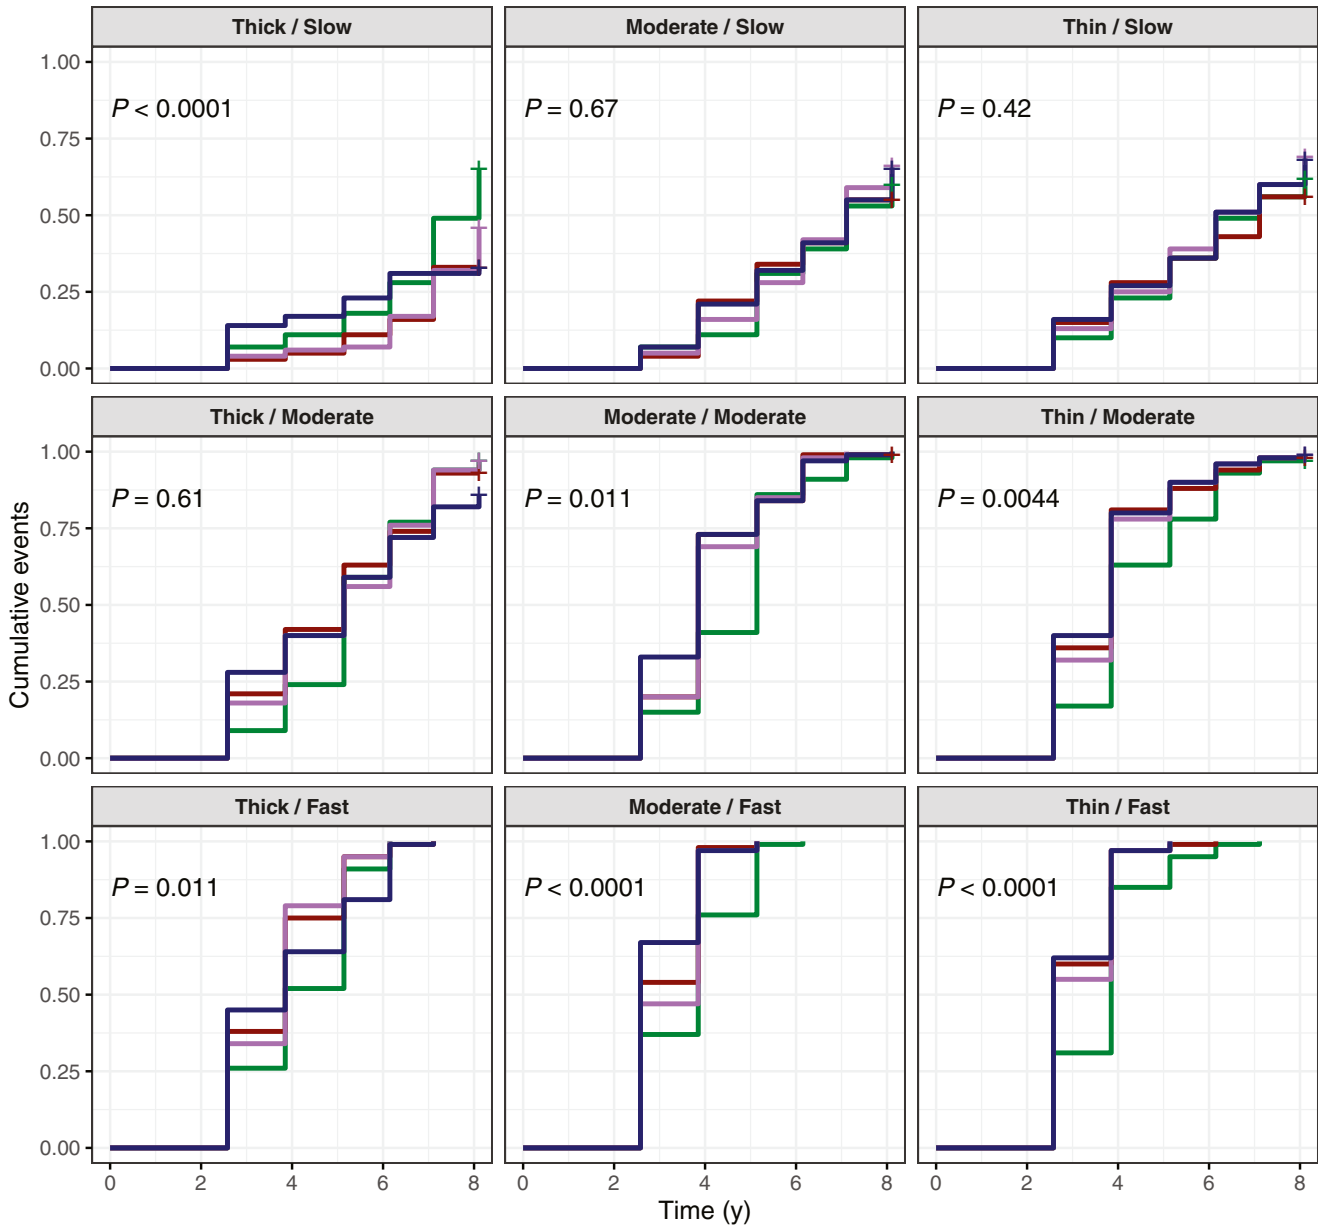 Thick / Slow
Moderate / Slow
Thin / Slow
1.00
0.75
0.50
0.25
0.00
P < 0.0001
P = 0.67
P = 0.42
Thick / Moderate
Moderate / Moderate
Thin / Moderate
1.00
0.75
0.50
0.25
0.00
P = 0.61
P = 0.011
P = 0.0044
Cumulative events
Thick / Fast
Moderate / Fast
Thin / Fast
1.00
0.75
0.50
0.25
0.00
P = 0.011
P < 0.0001
P < 0.0001
0 2 4 6 8
0 2 4 6 8
0 2 4 6 8
Time (y)